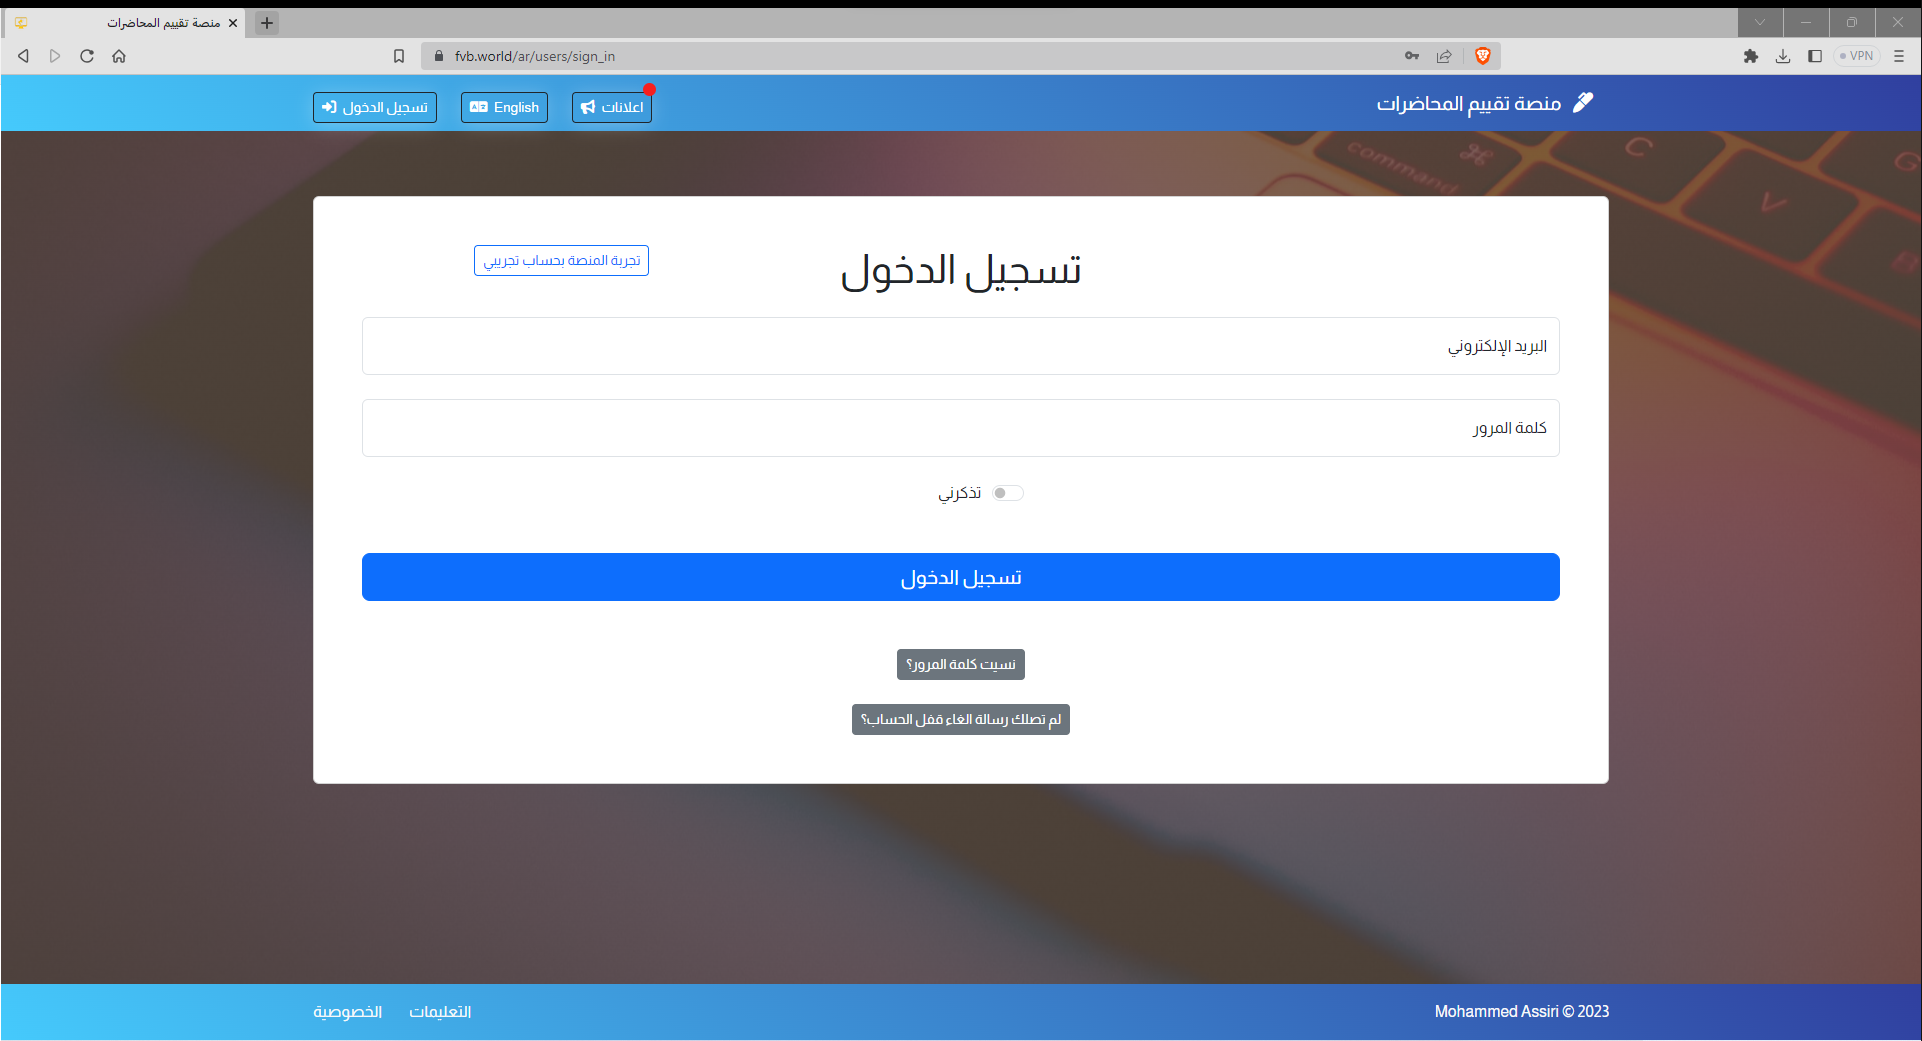 منصة تقييم المحاضرات
fvb.world/ar/users/sign_in
VPN
منصة تقييم المحاضرات
اعلانات
English
تسجيل الدخول
command
C
V
G
B
تسجيل الدخول
تجربة المنصة بحساب تجريبي
البريد الإلكتروني
كلمة المرور
تذكرني
تسجيل الدخول
نسيت كلمة المرور؟
لم تصلك رسالة الغاء قفل الحساب؟
Mohammed Assiri © 2023
التعليمات
الخصوصية